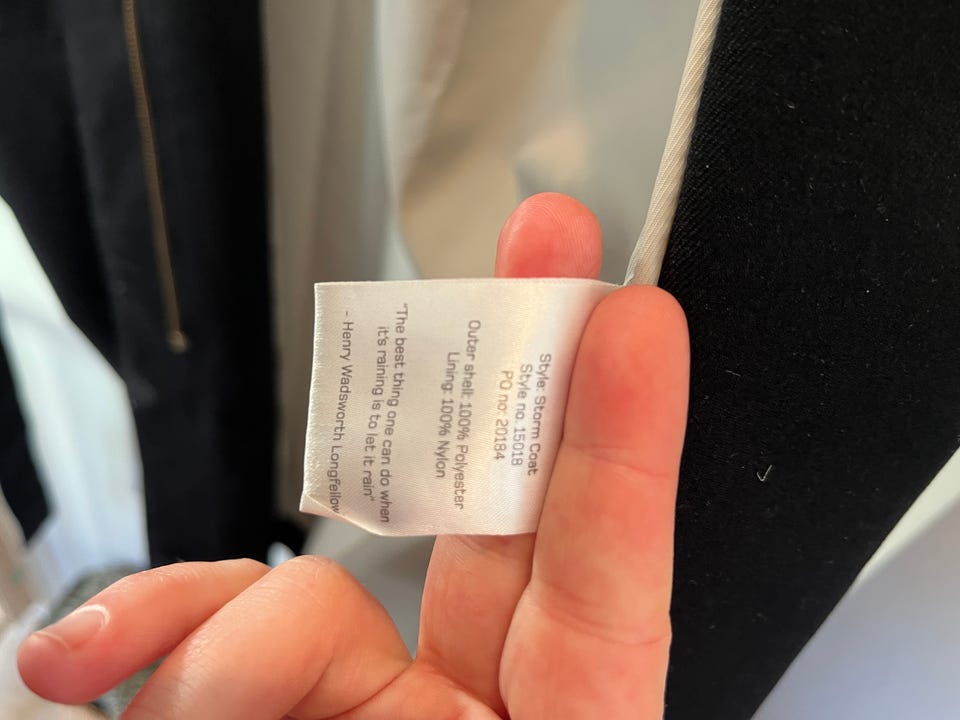 Style: Storm Coat
Style no. 15018
PO no: 20184
Outer shell: 100% Polyester
Lining: 100% Nylon
"The best thing one can do when
it's raining is to let it rain"
- Henry Wadsworth Longfellow